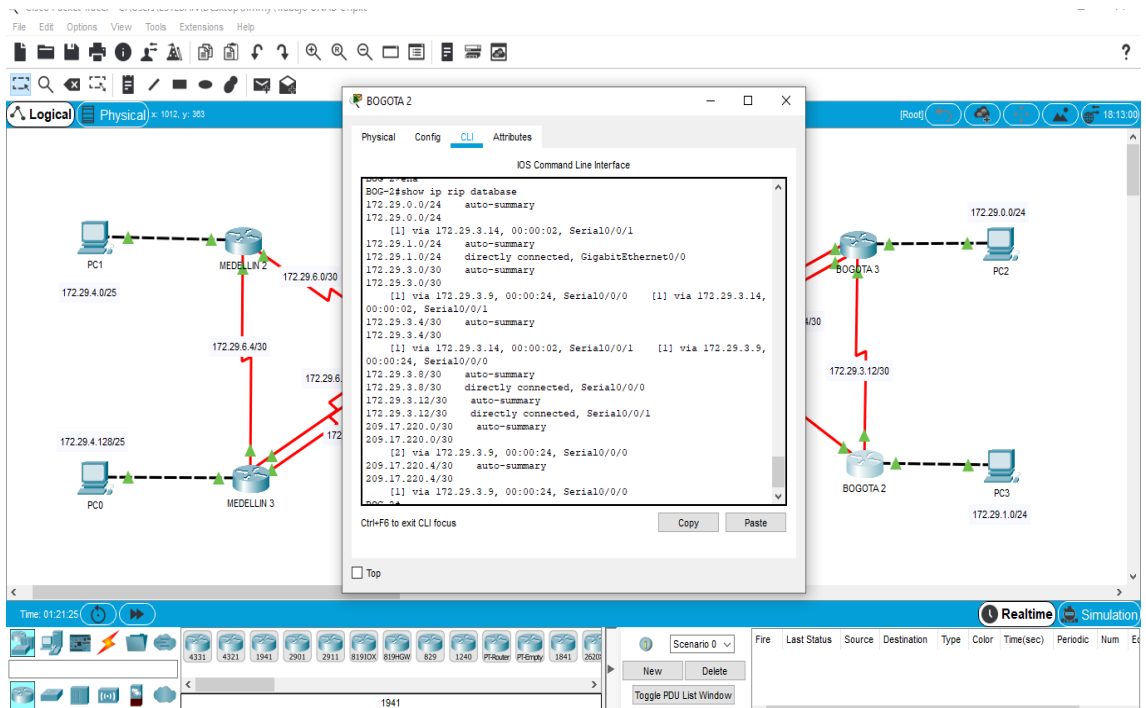 File Edit Options View Tools Extensions Help
?
Logical Physical x: 1012, y: 363
[Root] 18:13:00
BOGOTA 2
Physical Config CLI Attributes
IOS Command Line Interface
BOG-2>ena
BOG-2#show ip rip database
172.29.0.0/24 auto-summary
172.29.0.0/24
[1] via 172.29.3.14, 00:00:02, Serial0/0/1
172.29.1.0/24 auto-summary
172.29.1.0/24 directly connected, GigabitEthernet0/0
172.29.3.0/30 auto-summary
172.29.3.0/30
[1] via 172.29.3.9, 00:00:24, Serial0/0/0 [1] via 172.29.3.14,
00:00:02, Serial0/0/1
172.29.3.4/30 auto-summary
172.29.3.4/30
[1] via 172.29.3.14, 00:00:02, Serial0/0/1 [1] via 172.29.3.9,
00:00:24, Serial0/0/0
172.29.3.8/30 auto-summary
172.29.3.8/30 directly connected, Serial0/0/0
172.29.3.12/30 auto-summary
172.29.3.12/30 directly connected, Serial0/0/1
209.17.220.0/30 auto-summary
209.17.220.0/30
[2] via 172.29.3.9, 00:00:24, Serial0/0/0
209.17.220.4/30 auto-summary
209.17.220.4/30
[1] via 172.29.3.9, 00:00:24, Serial0/0/0
BOG-2#
Ctrl+F6 to exit CLI focus
Copy Paste
Top
PC1
172.29.4.0/25
MEDELLIN 2
172.29.6.0/30
172.29.6.4/30
172.29.6.
172
172.29.4.128/25
PC0
MEDELLIN 3
172.29.0.0/24
BOGOTA 3
PC2
4/30
172.29.3.12/30
BOGOTA 2
PC3
172.29.1.0/24
Time: 01:21:25
Realtime Simulation
4331 4321 1941 2901 2911 819IOX 819HGW 829 1240 PT-Router PT-Empty 1841 2620
1941
Scenario 0
New Delete
Toggle PDU List Window
Fire Last Status Source Destination Type Color Time(sec) Periodic Num Ed